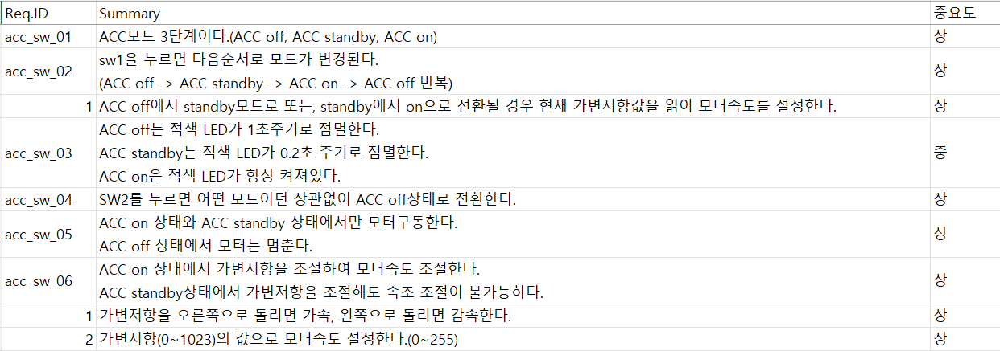 Req.ID Summary 중요도
acc_sw_01 ACC모드 3단계이다.(ACC off, ACC standby, ACC on) 상
acc_sw_02 sw1을 누르면 다음순서로 모드가 변경된다. 상
(ACC off -> ACC standby -> ACC on -> ACC off 반복)
1 ACC off에서 standby모드로 또는, standby에서 on으로 전환될 경우 현재 가변저항값을 읽어 모터속도를 설정한다. 상
ACC off는 적색 LED가 1초주기로 점멸한다.
acc_sw_03 ACC standby는 적색 LED가 0.2초 주기로 점멸한다. 중
ACC on은 적색 LED가 항상 켜져있다.
acc_sw_04 SW2를 누르면 어떤 모드이던 상관없이 ACC off상태로 전환한다. 상
acc_sw_05 ACC on 상태와 ACC standby 상태에서만 모터구동한다. 상
ACC off 상태에서 모터는 멈춘다.
acc_sw_06 ACC on 상태에서 가변저항을 조절하여 모터속도 조절한다. 상
ACC standby상태에서 가변저항을 조절해도 속조 조절이 불가능하다.
1 가변저항을 오른쪽으로 돌리면 가속, 왼쪽으로 돌리면 감속한다. 상
2 가변저항(0~1023)의 값으로 모터속도 설정한다.(0~255) 상